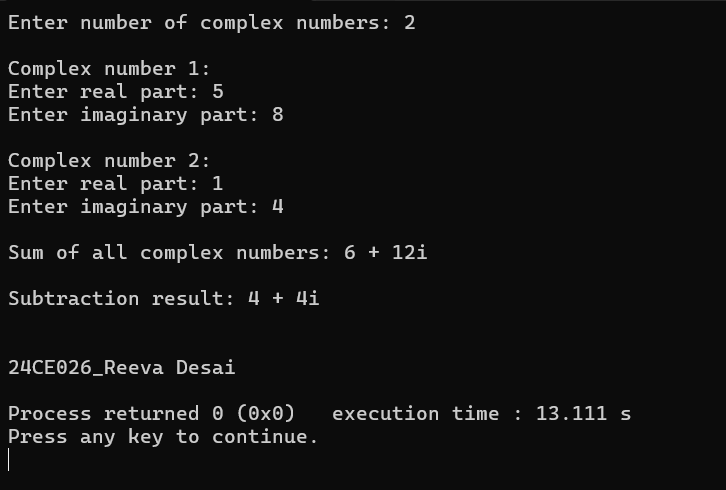 Enter number of complex numbers: 2
Complex number 1:
Enter real part: 5
Enter imaginary part: 8
Complex number 2:
Enter real part: 1
Enter imaginary part: 4
Sum of all complex numbers: 6 + 12i
Subtraction result: 4 + 4i
24CE026_Reeva Desai
Process returned 0 (0x0)   execution time : 13.111 s
Press any key to continue.